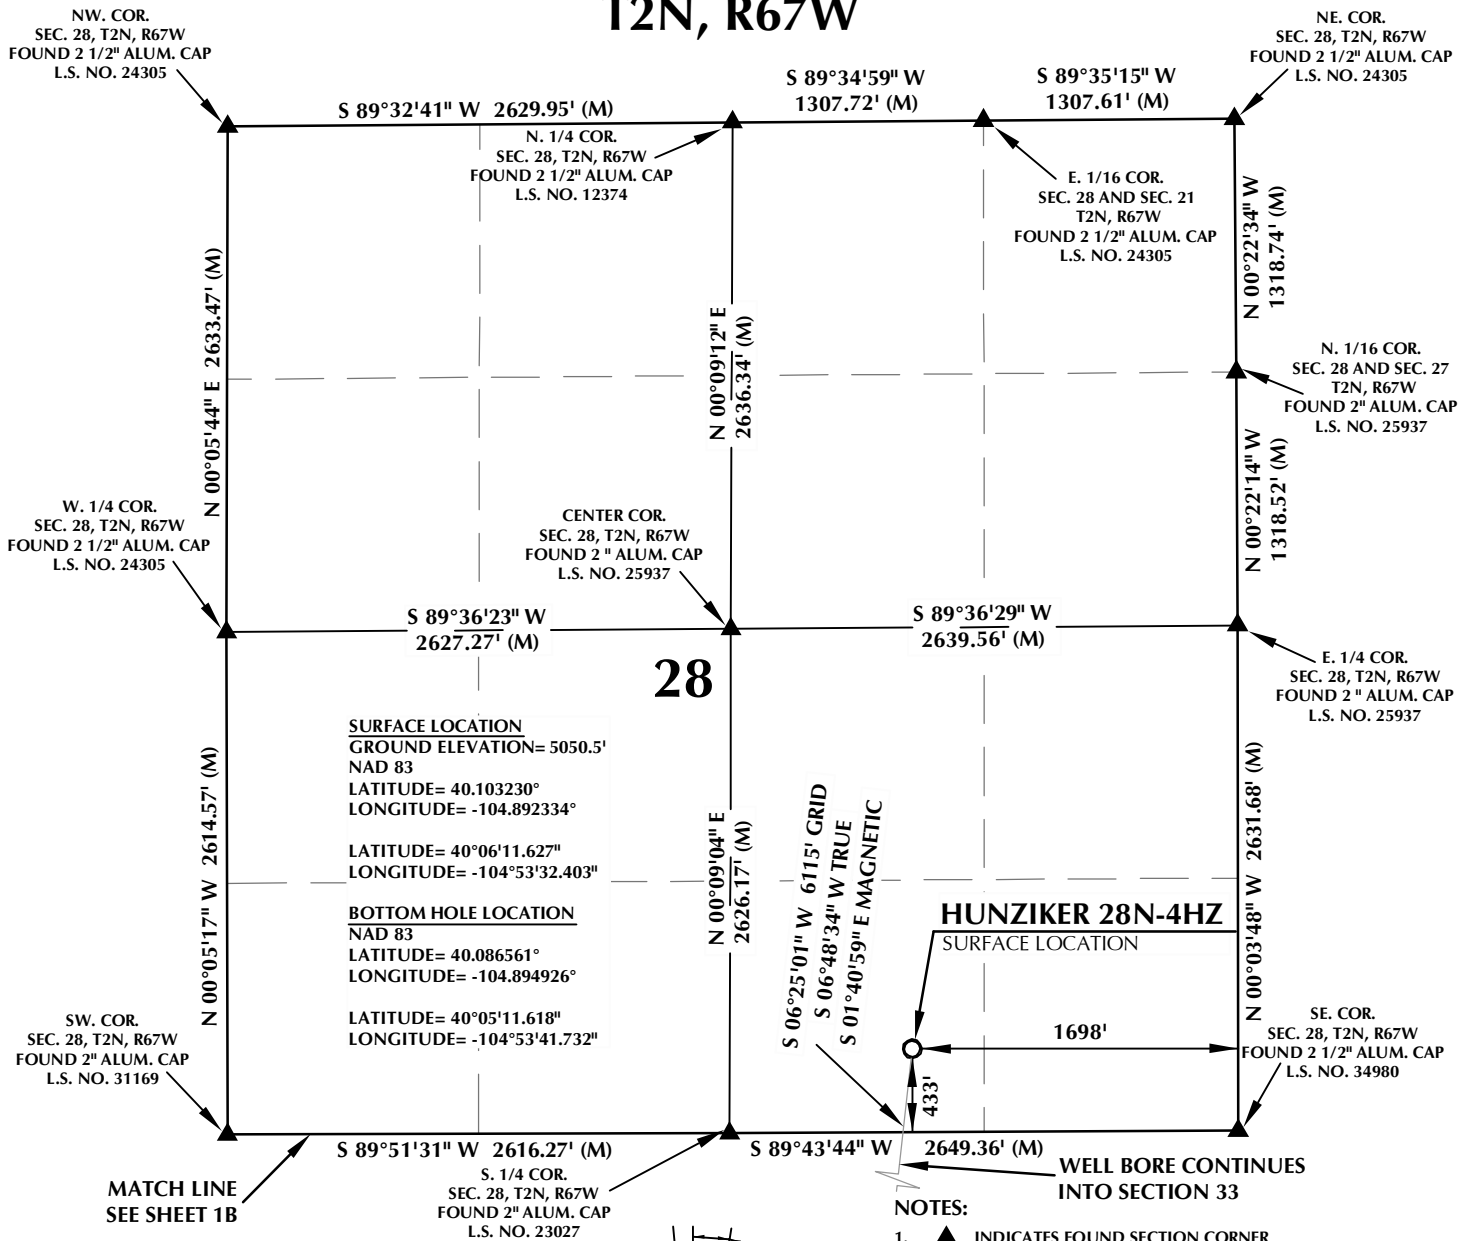 T2N, R67W
NW. COR.
SEC. 28, T2N, R67W
FOUND 2 1/2" ALUM. CAP
L.S. NO. 24305
NE. COR.
SEC. 28, T2N, R67W
FOUND 2 1/2" ALUM. CAP
L.S. NO. 24305
S 89°32'41" W 2629.95' (M)
S 89°34'59" W
1307.72' (M)
S 89°35'15" W
1307.61' (M)
N. 1/4 COR.
SEC. 28, T2N, R67W
FOUND 2 1/2" ALUM. CAP
L.S. NO. 12374
E. 1/16 COR.
SEC. 28 AND SEC. 21
T2N, R67W
FOUND 2 1/2" ALUM. CAP
L.S. NO. 24305
N 00°05'44" E 2633.47' (M)
N 00°09'12" E
2636.34' (M)
N 00°22'34" W
1318.74' (M)
N. 1/16 COR.
SEC. 28 AND SEC. 27
T2N, R67W
FOUND 2" ALUM. CAP
L.S. NO. 25937
N 00°22'14" W
1318.52' (M)
W. 1/4 COR.
SEC. 28, T2N, R67W
FOUND 2 1/2" ALUM. CAP
L.S. NO. 24305
CENTER COR.
SEC. 28, T2N, R67W
FOUND 2 " ALUM. CAP
L.S. NO. 25937
S 89°36'23" W
2627.27' (M)
S 89°36'29" W
2639.56' (M)
28
E. 1/4 COR.
SEC. 28, T2N, R67W
FOUND 2 " ALUM. CAP
L.S. NO. 25937
SURFACE LOCATION
GROUND ELEVATION= 5050.5'
NAD 83
LATITUDE= 40.103230°
LONGITUDE= -104.892334°
LATITUDE= 40°06'11.627"
LONGITUDE= -104°53'32.403"
BOTTOM HOLE LOCATION
NAD 83
LATITUDE= 40.086561°
LONGITUDE= -104.894926°
LATITUDE= 40°05'11.618"
LONGITUDE= -104°53'41.732"
N 00°05'17" W 2614.57' (M)
N 00°09'04" E
2626.17' (M)
S 06°25'01" W 6115' GRID
S 06°48'34" W TRUE
S 01°40'59" E MAGNETIC
N 00°03'48" W 2631.68' (M)
HUNZIKER 28N-4HZ
SURFACE LOCATION
1698'
433'
SW. COR.
SEC. 28, T2N, R67W
FOUND 2" ALUM. CAP
L.S. NO. 31169
SE. COR.
SEC. 28, T2N, R67W
FOUND 2 1/2" ALUM. CAP
L.S. NO. 34980
S 89°51'31" W 2616.27' (M)
S 89°43'44" W 2649.36' (M)
MATCH LINE
SEE SHEET 1B
S. 1/4 COR.
SEC. 28, T2N, R67W
FOUND 2" ALUM. CAP
L.S. NO. 23027
WELL BORE CONTINUES
INTO SECTION 33
NOTES:
1. INDICATES FOUND SECTION CORNER